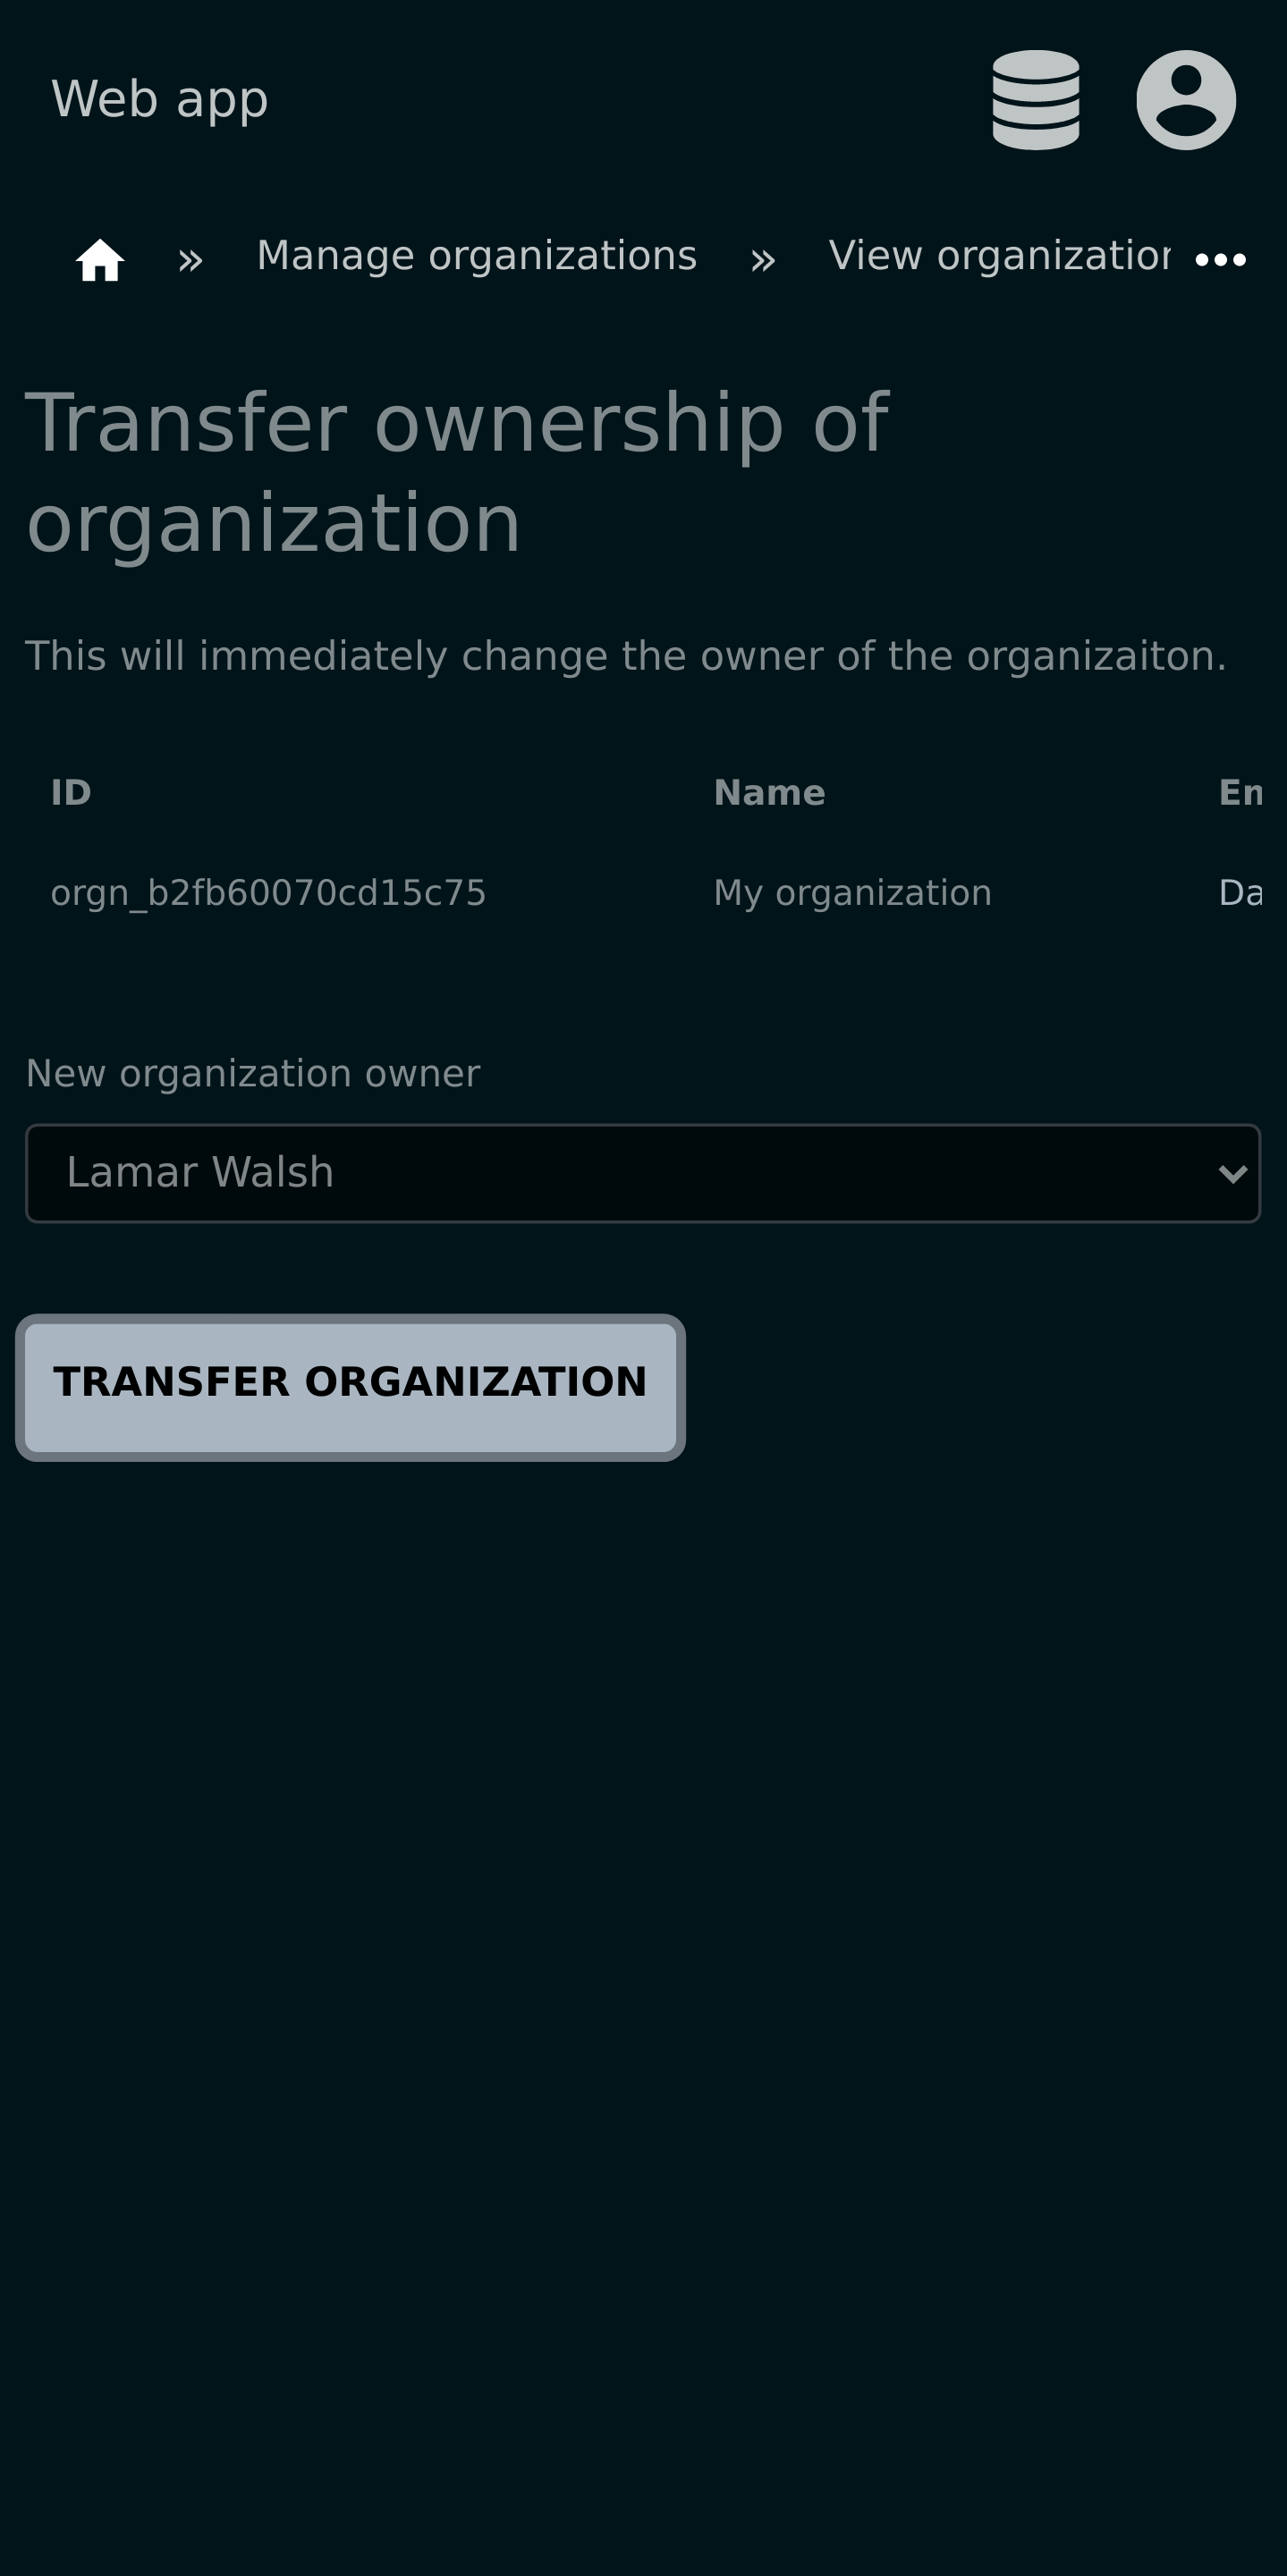 Web app
» Manage organizations » View organization
Transfer ownership of
organization
This will immediately change the owner of the organizaiton.
ID Name En
orgn_b2fb60070cd15c75 My organization Da
New organization owner
Lamar Walsh
TRANSFER ORGANIZATION